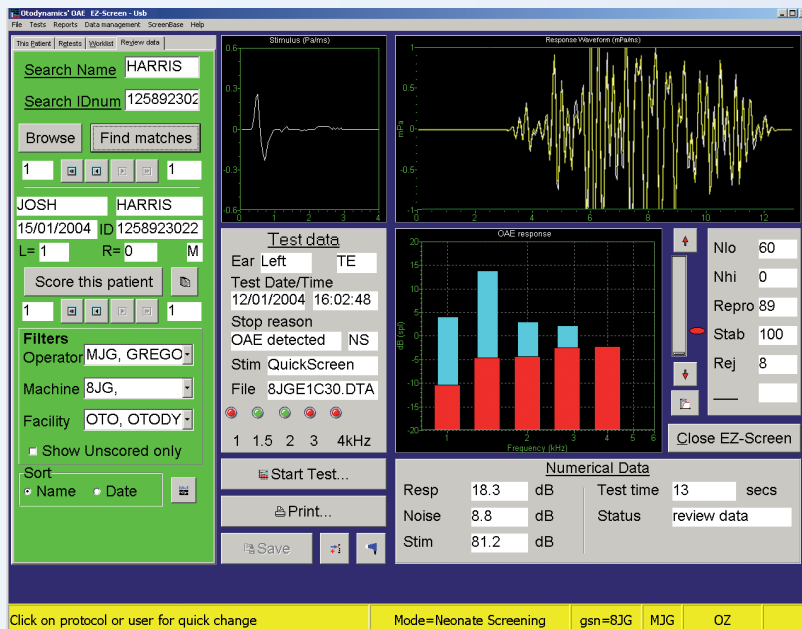 Otodynamics' OAE EZ-Screen - Usb
File Tests Reports Data management ScreenBase Help
This Patient Retests Worklist Review data
Search Name HARRIS
Search IDnum 125892302
Browse Find matches
1 1
JOSH HARRIS
15/01/2004 ID 1258923022
L= 1 R= 0 M
Score this patient
1 1
Filters
Operator MJG, GREGO
Machine 8JG,
Facility OTO, OTODY
Show Unscored only
Sort
Name Date
Stimulus (Pa/ms)
0.6
0.3
0
-0.3
-0.6
0 1 2 3 4
Response Waveform (mPa/ms)
mPa
1
0.5
0
-0.5
-1
0 2 4 6 8 10 12
Test data
Ear Left TE
Test Date/Time
12/01/2004 16:02:48
Stop reason
OAE detected NS
Stim QuickScreen
File 8JGE1C30.DTA
1 1.5 2 3 4kHz
Start Test...
Print...
Save
OAE response
dB (spl)
20
15
10
5
0
-5
-10
-15
-20
1 2 3 4 5 6
Frequency (kHz)
Nlo 60
Nhi 0
Repro 89
Stab 100
Rej 8
Close EZ-Screen
Numerical Data
Resp 18.3 dB Test time 13 secs
Noise 8.8 dB Status review data
Stim 81.2 dB
Click on protocol or user for quick change Mode=Neonate Screening gsn=8JG MJG OZ